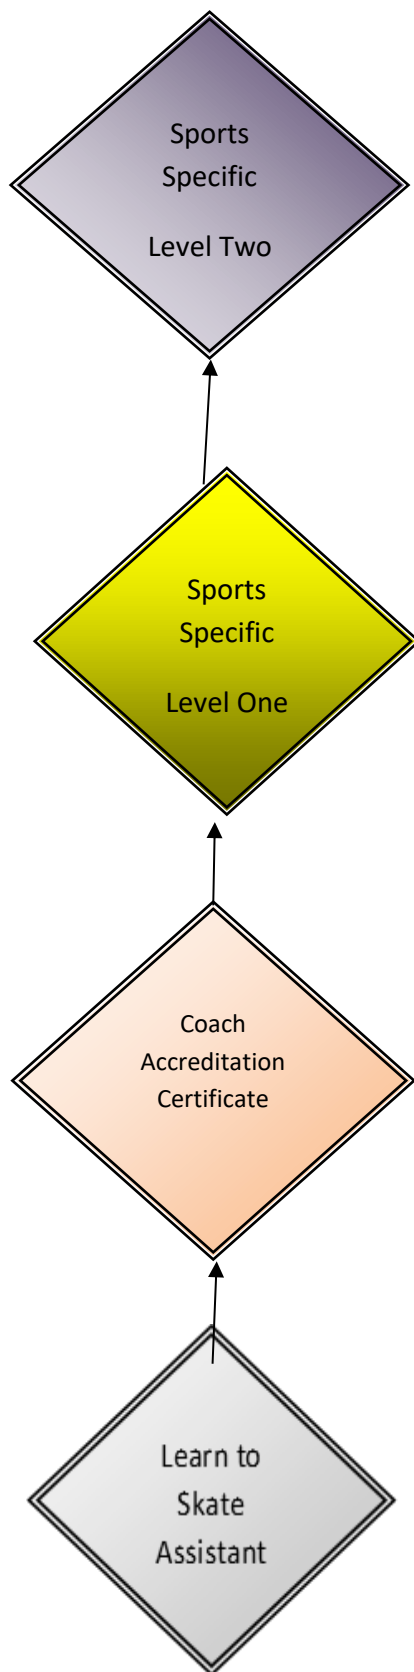 Sports
Specific
Level Two
Sports
Specific
Level One
Coach
Accreditation
Certificate
Learn to
Skate
Assistant